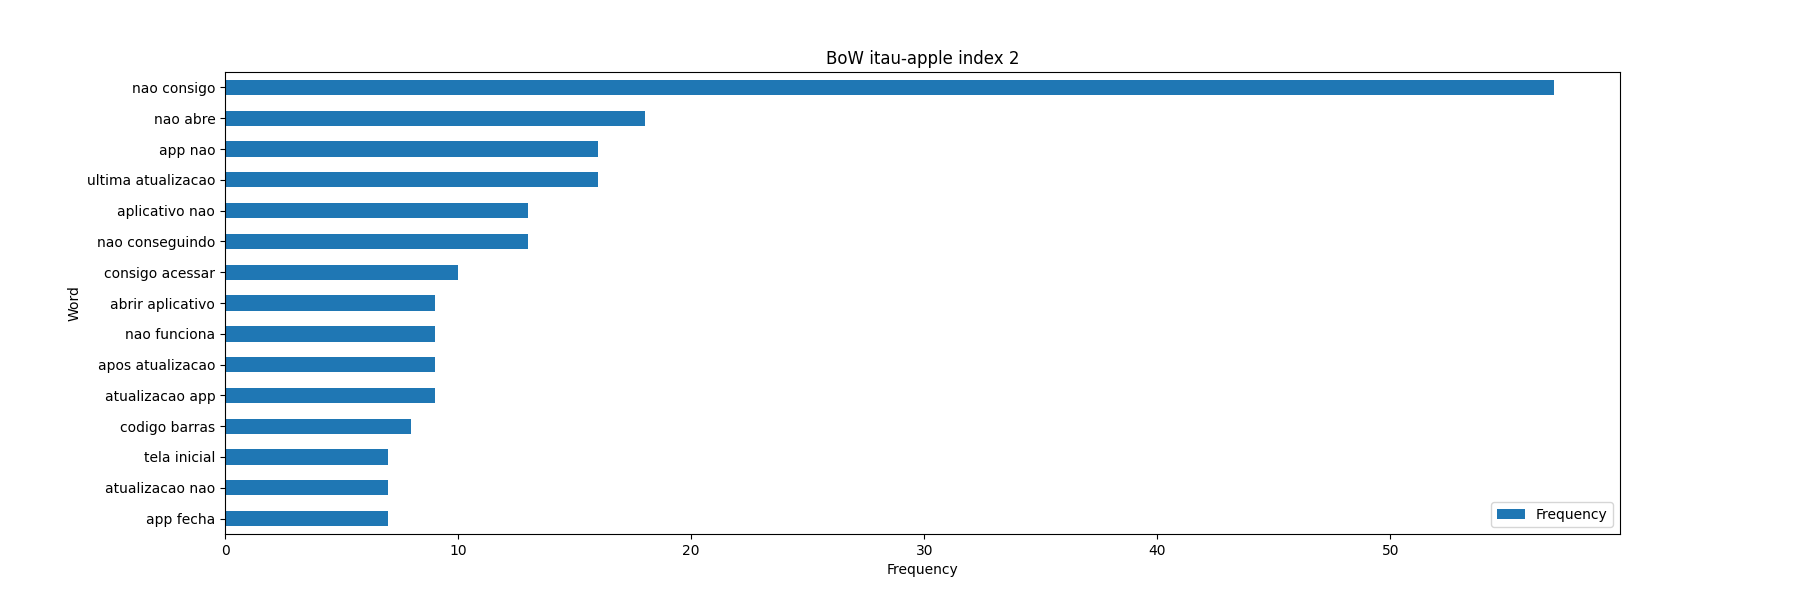 BoW itau-apple index 2
nao consigo
nao abre
app nao
ultima atualizacao
aplicativo nao
nao conseguindo
consigo acessar
abrir aplicativo
nao funciona
apos atualizacao
atualizacao app
codigo barras
tela inicial
atualizacao nao
app fecha
Word
Frequency
0 10 20 30 40 50
Frequency